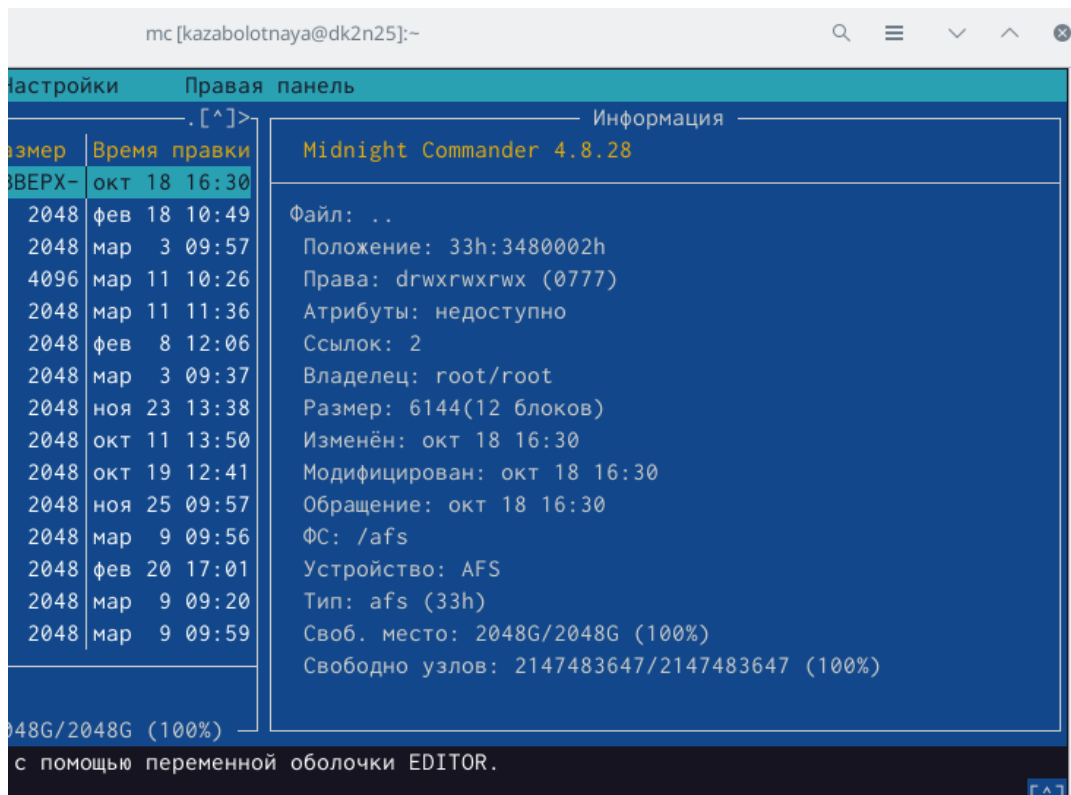 mc [kazabolotnaya@dk2n25]:~
Настройки Правая панель
.[^]>
Информация
азмер Время правки
Midnight Commander 4.8.28
ВВЕРХ- окт 18 16:30
2048 фев 18 10:49
Файл: ..
2048 мар 3 09:57
Положение: 33h:3480002h
4096 мар 11 10:26
Права: drwxrwxrwx (0777)
2048 мар 11 11:36
Атрибуты: недоступно
2048 фев 8 12:06
Ссылок: 2
2048 мар 3 09:37
Владелец: root/root
2048 ноя 23 13:38
Размер: 6144(12 блоков)
2048 окт 11 13:50
Изменён: окт 18 16:30
2048 окт 19 12:41
Модифицирован: окт 18 16:30
2048 ноя 25 09:57
Обращение: окт 18 16:30
2048 мар 9 09:56
ФС: /afs
2048 фев 20 17:01
Устройство: AFS
2048 мар 9 09:20
Тип: afs (33h)
2048 мар 9 09:59
Своб. место: 2048G/2048G (100%)
Свободно узлов: 2147483647/2147483647 (100%)
048G/2048G (100%)
с помощью переменной оболочки EDITOR.
[^]